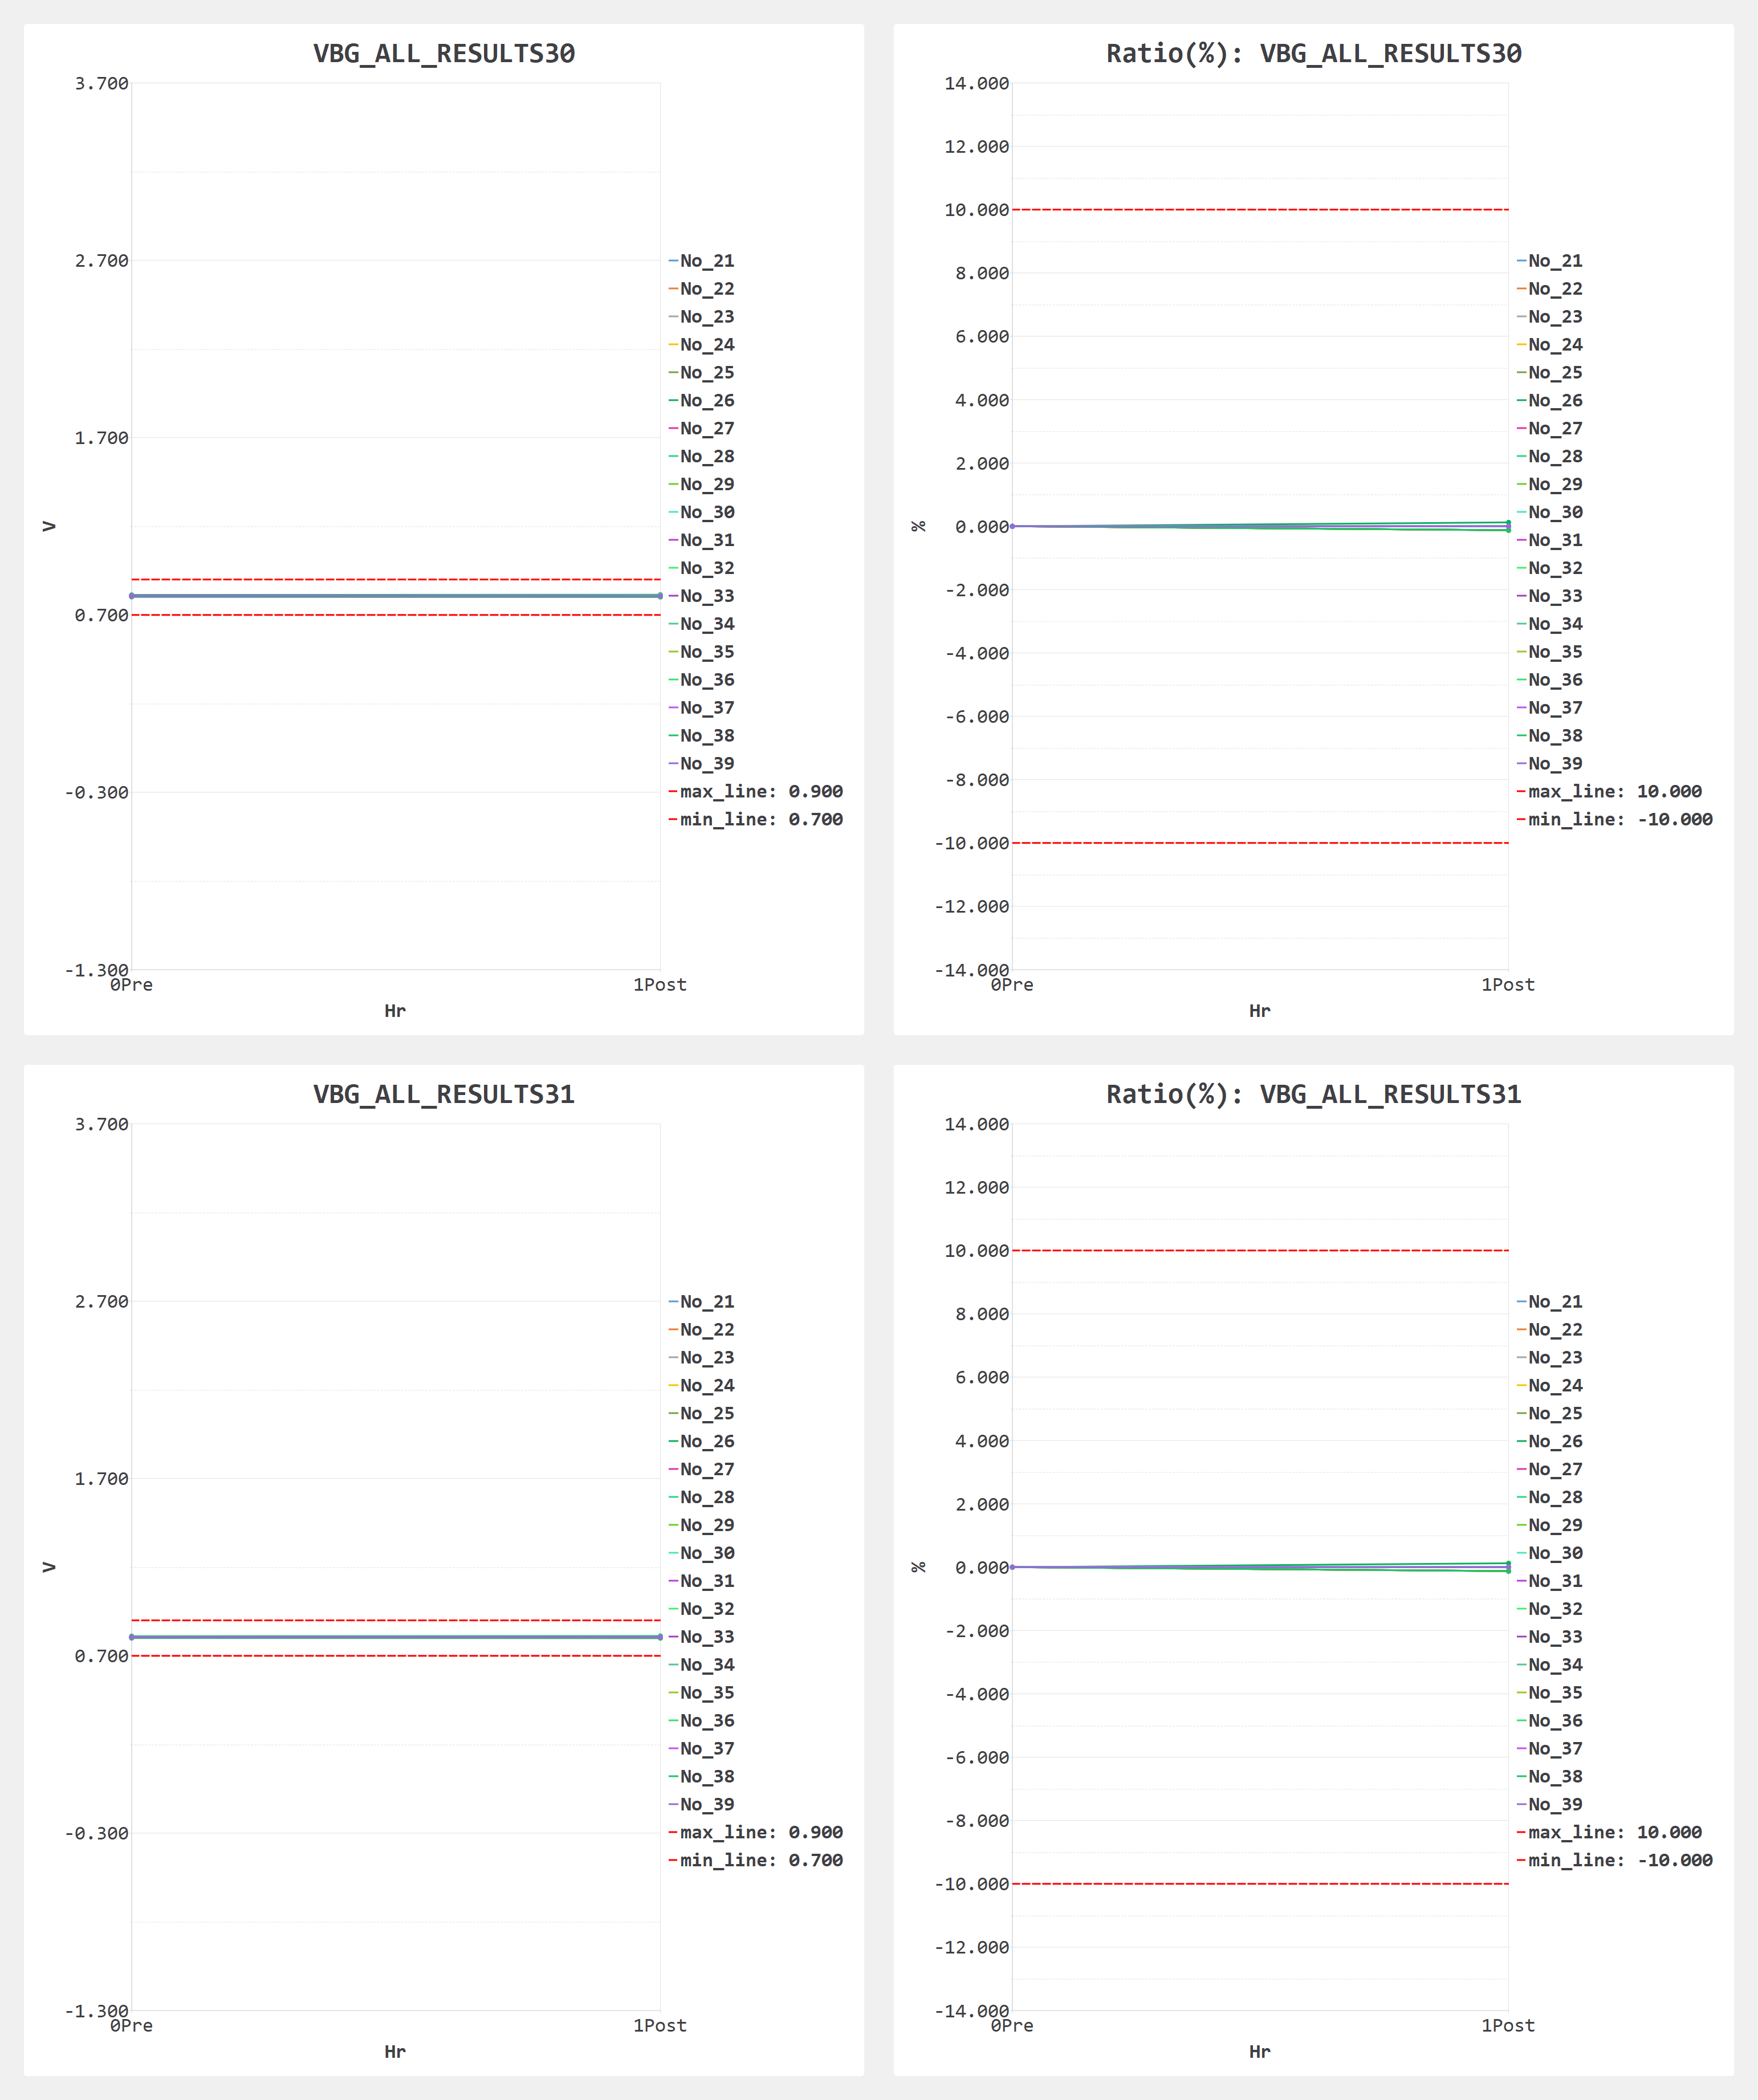 VBG_ALL_RESULTS30
3.700
2.700
1.700
0.700
-0.300
-1.300
V
0Pre
1Post
Hr
No_21
No_22
No_23
No_24
No_25
No_26
No_27
No_28
No_29
No_30
No_31
No_32
No_33
No_34
No_35
No_36
No_37
No_38
No_39
max_line: 0.900
min_line: 0.700
Ratio(%): VBG_ALL_RESULTS30
14.000
12.000
10.000
8.000
6.000
4.000
2.000
0.000
-2.000
-4.000
-6.000
-8.000
-10.000
-12.000
-14.000
%
0Pre
1Post
Hr
No_21
No_22
No_23
No_24
No_25
No_26
No_27
No_28
No_29
No_30
No_31
No_32
No_33
No_34
No_35
No_36
No_37
No_38
No_39
max_line: 10.000
min_line: -10.000
VBG_ALL_RESULTS31
3.700
2.700
1.700
0.700
-0.300
-1.300
V
0Pre
1Post
Hr
No_21
No_22
No_23
No_24
No_25
No_26
No_27
No_28
No_29
No_30
No_31
No_32
No_33
No_34
No_35
No_36
No_37
No_38
No_39
max_line: 0.900
min_line: 0.700
Ratio(%): VBG_ALL_RESULTS31
14.000
12.000
10.000
8.000
6.000
4.000
2.000
0.000
-2.000
-4.000
-6.000
-8.000
-10.000
-12.000
-14.000
%
0Pre
1Post
Hr
No_21
No_22
No_23
No_24
No_25
No_26
No_27
No_28
No_29
No_30
No_31
No_32
No_33
No_34
No_35
No_36
No_37
No_38
No_39
max_line: 10.000
min_line: -10.000